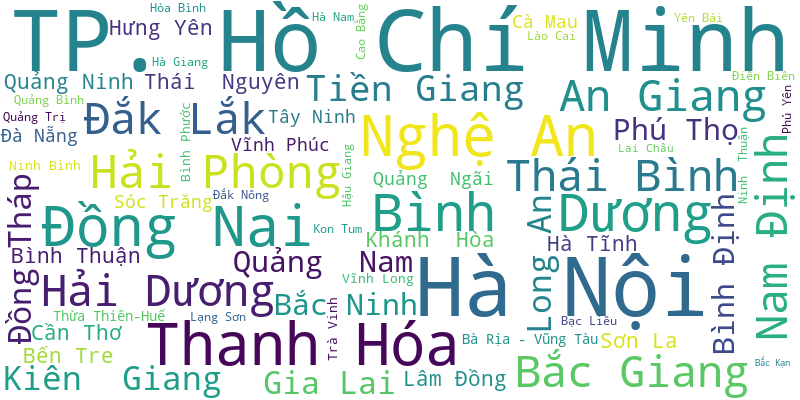 Hòa Bình
Hà Nam
Cao Bằng
TP. Hồ Chí Minh
Hưng Yên
Cà Mau
Yên Bái
Lào Cai
Hà Giang
Quảng Ninh
Thái Nguyên
Tiền Giang
An Giang
Điện Biên
Phú Yên
Quảng Bình
Quảng Trị
Đắk Lắk
Bình Phước
Tây Ninh
Nghệ An
Phú Thọ
Đà Nẵng
Vĩnh Phúc
Lai Châu
Ninh Thuận
Ninh Bình
Hải Phòng
Hậu Giang
Quảng Ngãi
Thái Bình
Nam Định
Đồng Tháp
Sóc Trăng
Đắk Nông
Đồng Nai
Kon Tum
Bình Dương
Long An
Bình Định
Khánh Hòa
Hà Tĩnh
Bình Thuận
Quảng Nam
Hà Nội
Hải Dương
Vĩnh Long
Bắc Ninh
Thừa Thiên-Huế
Lạng Sơn
Trà Vinh
Bạc Liêu
Cần Thơ
Thanh Hóa
Bà Rịa - Vũng Tàu
Sơn La
Bến Tre
Bắc Kạn
Kiên Giang
Gia Lai
Lâm Đồng
Bắc Giang